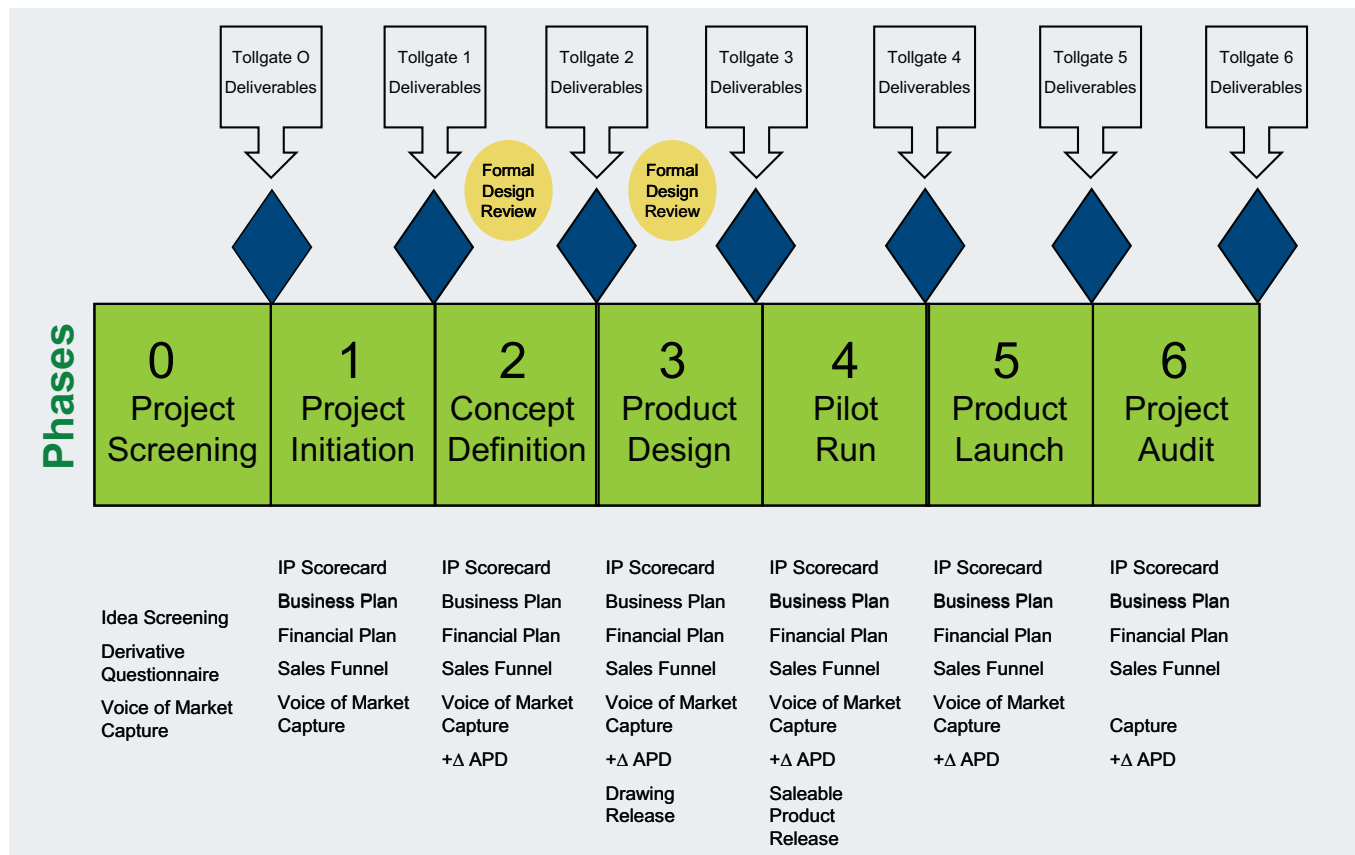 Tollgate O
Deliverables
Tollgate 1
Deliverables
Tollgate 2
Deliverables
Tollgate 3
Deliverables
Tollgate 4
Deliverables
Tollgate 5
Deliverables
Tollgate 6
Deliverables
Formal
Design
Review
Formal
Design
Review
Phases
0
Project
Screening
1
Project
Initiation
2
Concept
Definition
3
Product
Design
4
Pilot
Run
5
Product
Launch
6
Project
Audit
Idea Screening
Derivative
Questionnaire
Voice of Market
Capture
IP Scorecard
Business Plan
Financial Plan
Sales Funnel
Voice of Market
Capture
IP Scorecard
Business Plan
Financial Plan
Sales Funnel
Voice of Market
Capture
+Δ APD
IP Scorecard
Business Plan
Financial Plan
Sales Funnel
Voice of Market
Capture
+Δ APD
Drawing
Release
IP Scorecard
Business Plan
Financial Plan
Sales Funnel
Voice of Market
Capture
+Δ APD
Saleable
Product
Release
IP Scorecard
Business Plan
Financial Plan
Sales Funnel
Voice of Market
Capture
+Δ APD
IP Scorecard
Business Plan
Financial Plan
Sales Funnel
Capture
+Δ APD